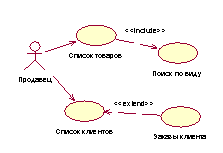 <<include>>
Список товаров
Поиск по виду
Продавец
<<extend>>
Список клиентов
Заказы клиента